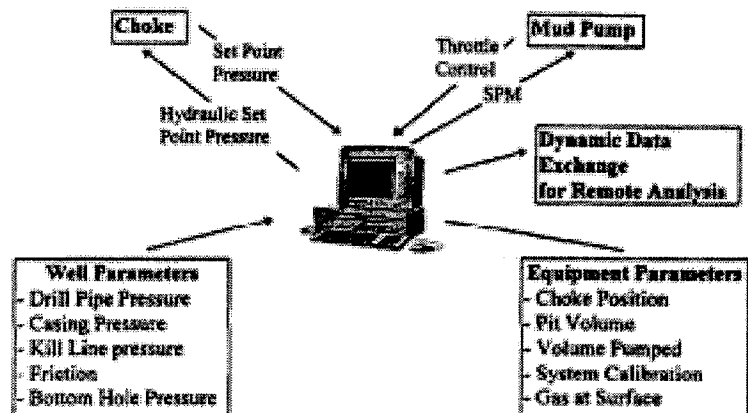 Choke
Set Point
Pressure
Hydraulic Set
Point Pressure
Throttle
Control
Mud Pump
SPM
Dynamic Data
Exchange
for Remote Analysis
Well Parameters
- Drill Pipe Pressure
- Casing Pressure
- Kill Line pressure
- Friction
- Bottom Hole Pressure
Equipment Parameters
- Choke Position
- Pit Volume
- Volume Pumped
- System Calibration
- Gas at Surface